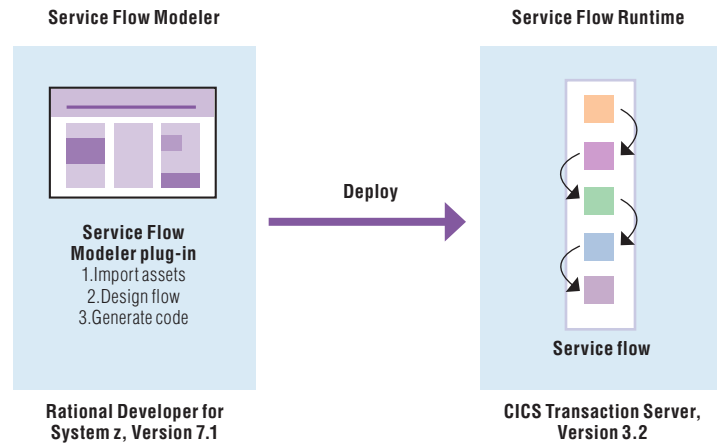 Service Flow Modeler
Service Flow
Modeler plug-in
1.Import assets
2.Design flow
3.Generate code
Rational Developer for
System z, Version 7.1
Deploy
Service Flow Runtime
Service flow
CICS Transaction Server,
Version 3.2